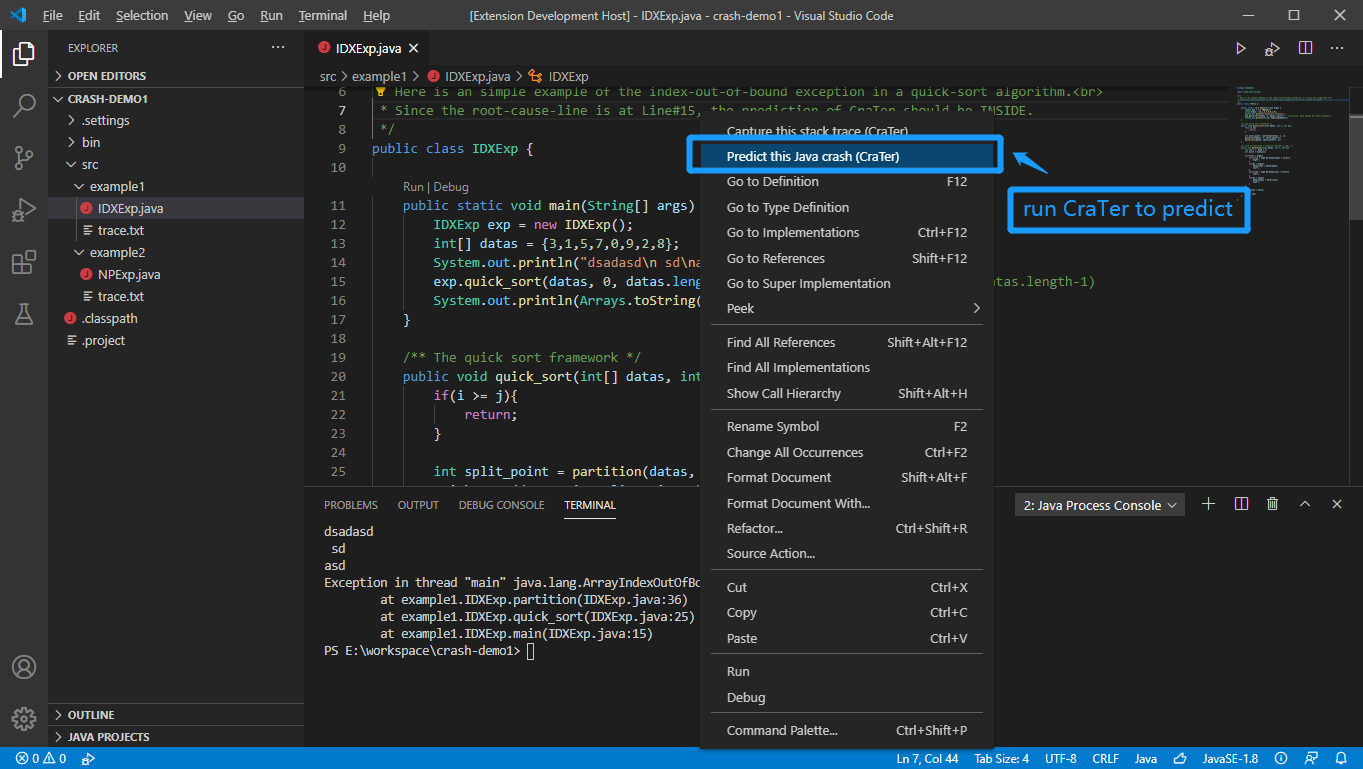 File Edit Selection View Go Run Terminal Help [Extension Development Host] - IDXExp.java - crash-demo1 - Visual Studio Code
EXPLORER
OPEN EDITORS
CRASH-DEMO1
.settings
bin
src
example1
IDXExp.java
trace.txt
example2
NPExp.java
trace.txt
.classpath
.project
OUTLINE
JAVA PROJECTS
IDXExp.java
src > example1 > IDXExp.java > IDXExp
6 Here is an simple example of the index-out-of-bound exception in a quick-sort algorithm.<br>
7 * Since the root-cause-line is at Line#15, the prediction of CraTer should be INSIDE.
8 */
9 public class IDXExp {
10
Run | Debug
11 public static void main(String[] args)
12 IDXExp exp = new IDXExp();
13 int[] datas = {3,1,5,7,0,9,2,8};
14 System.out.println("dsadasd\n sd\na
15 exp.quick_sort(datas, 0, datas.leng atas.length-1)
16 System.out.println(Arrays.toString(
17 }
18
19 /** The quick sort framework */
20 public void quick_sort(int[] datas, int
21 if(i >= j){
22 return;
23 }
24
25 int split_point = partition(datas,
Capture this stack trace (CraTer)
Predict this Java crash (CraTer)
Go to Definition F12
Go to Type Definition
Go to Implementations Ctrl+F12
Go to References Shift+F12
Go to Super Implementation
Peek
Find All References Shift+Alt+F12
Find All Implementations
Show Call Hierarchy Shift+Alt+H
Rename Symbol F2
Change All Occurrences Ctrl+F2
Format Document Shift+Alt+F
Format Document With...
Refactor... Ctrl+Shift+R
Source Action...
Cut Ctrl+X
Copy Ctrl+C
Paste Ctrl+V
Run
Debug
Command Palette... Ctrl+Shift+P
run CraTer to predict
PROBLEMS OUTPUT DEBUG CONSOLE TERMINAL
2: Java Process Console
dsadasd
sd
asd
Exception in thread "main" java.lang.ArrayIndexOutOfBo
at example1.IDXExp.partition(IDXExp.java:36)
at example1.IDXExp.quick_sort(IDXExp.java:25)
at example1.IDXExp.main(IDXExp.java:15)
PS E:\workspace\crash-demo1>
0 0 Ln 7, Col 44 Tab Size: 4 UTF-8 CRLF Java JavaSE-1.8